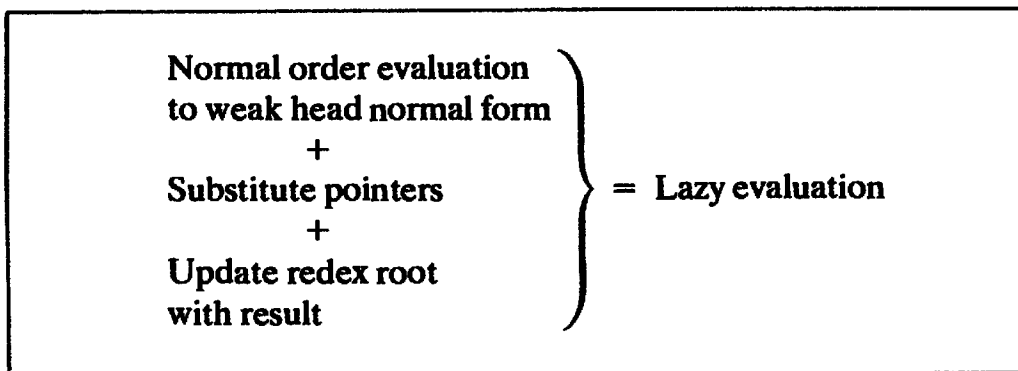 Normal order evaluation
to weak head normal form
+
Substitute pointers
+
Update redex root
with result
= Lazy evaluation